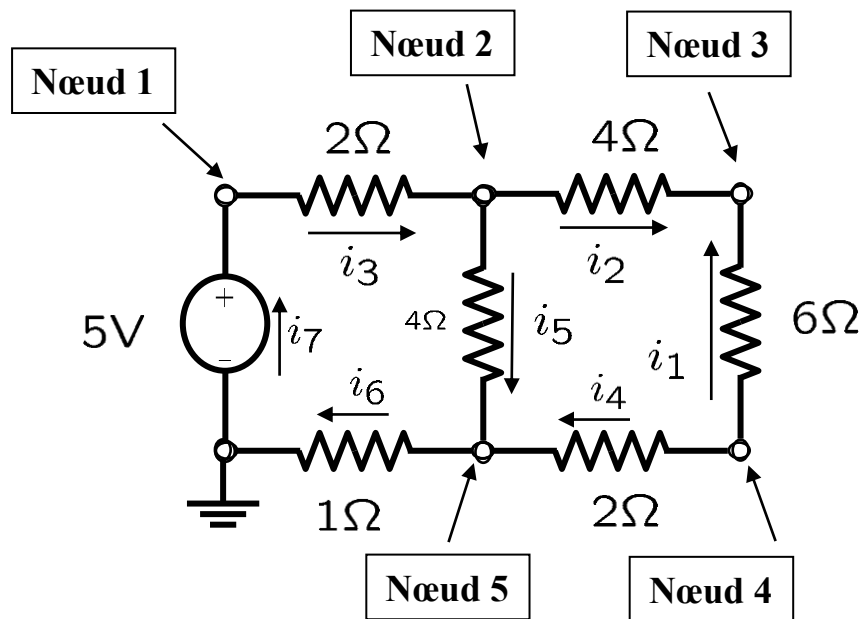 Nœud 2
Nœud 3
Nœud 1
2Ω
4Ω
i3
i2
+
5V
i7
4Ω
i5
i1
6Ω
−
i6
i4
1Ω
2Ω
Nœud 5
Nœud 4